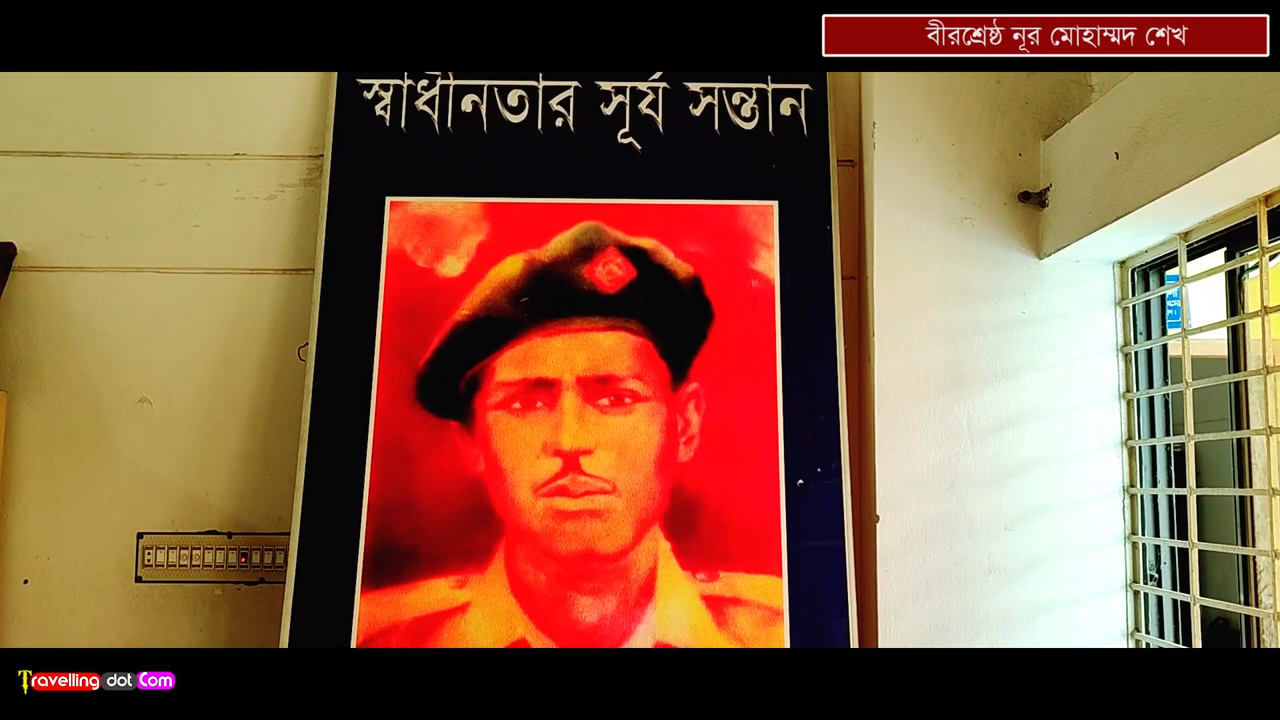 বীরশ্রেষ্ঠ নূর মোহাম্মদ শেখ
স্বাধীনতার সূর্য সন্তান
Travelling dot Com